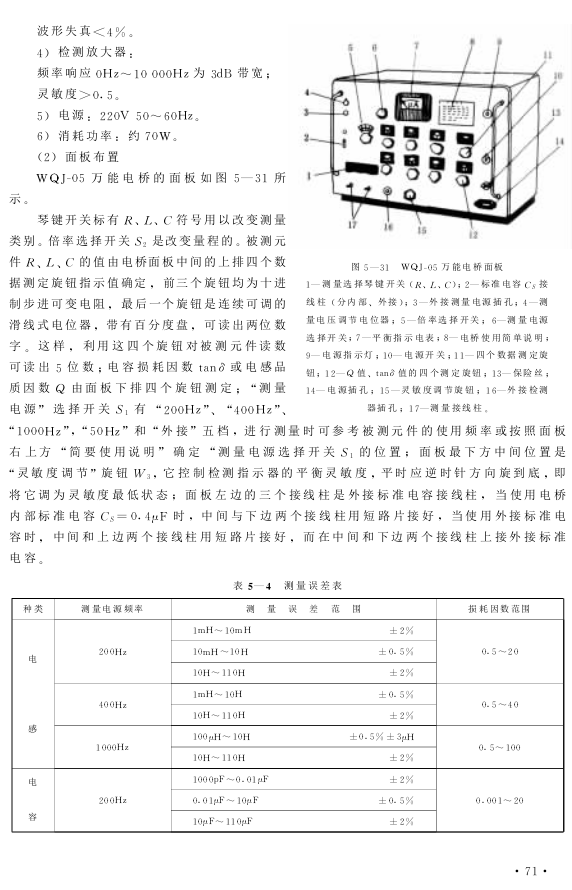 波形失真＜4%。
4）检测放大器：
频率响应 0Hz～10 000Hz 为 3dB 带宽；
灵敏度＞0.5。
5）电源：220V 50～60Hz。
6）消耗功率：约 70W。
（2）面板布置
WQJ-05 万能电桥的面板如图 5—31 所
示。
琴键开关标有 R、L、C 符号用以改变测量
类别。倍率选择开关 S₂ 是改变量程的。被测元
件 R、L、C 的值由电桥面板中间的上排四个数
据测定旋钮指示值确定，前三个旋钮均为十进
制步进可变电阻，最后一个旋钮是连续可调的
滑线式电位器，带有百分度盘，可读出两位数
字。这样，利用这四个旋钮对被测元件读数
可读出 5 位数；电容损耗因数 tanδ 或电感品
质因数 Q 由面板下排四个旋钮测定；“测量
电源”选择开关 S₁ 有“200Hz”、“400Hz”、
“1000Hz”，“50Hz”和“外接”五档，进行测量时可参考被测元件的使用频率或按照面板
右上方“简要使用说明”确定“测量电源选择开关 S₁ 的位置；面板最下方中间位置是
“灵敏度调节”旋钮 W₃，它控制检测指示器的平衡灵敏度，平时应逆时针方向旋到底，即
将它调为灵敏度最低状态；面板左边的三个接线柱是外接标准电容接线柱，当使用电桥
内部标准电容 C_S＝0.4μF 时，中间与下边两个接线柱用短路片接好，当使用外接标准电
容时，中间和上边两个接线柱用短路片接好，而在中间和下边两个接线柱上接外接标准
电容。
5 6 7 8 9 11
10
4
3
2
1
13
14
17 16 15 12
μA
图 5—31 WQJ-05 万能电桥面板
1—测量选择琴键开关（R、L、C）；2—标准电容 C_S 接
线柱（分内部、外接）；3—外接测量电源插孔；4—测
量电压调节电位器；5—倍率选择开关；6—测量电源
选择开关；7—平衡指示电表；8—电桥使用简单说明；
9—电源指示灯；10—电源开关；11—四个数据测定旋
钮；12—Q 值、tanδ值的四个测定旋钮；13—保险丝；
14—电源插孔；15—灵敏度调节旋钮；16—外接检测
器插孔；17—测量接线柱。
表 5—4 测量误差表
种类 测量电源频率 测 量 误 差 范 围 损耗因数范围
电感 200Hz 1mH～10mH ±2% 0.5～20
10mH～10H ±0.5%
10H～110H ±2%
400Hz 1mH～10H ±0.5% 0.5～40
10H～110H ±2%
1000Hz 100μH～10H ±0.5%±3μH 0.5～100
10H～110H ±2%
电容 200Hz 1000pF～0.01μF ±2% 0.001～20
0.01μF～10μF ±0.5%
10μF～110μF ±2%
· 71 ·